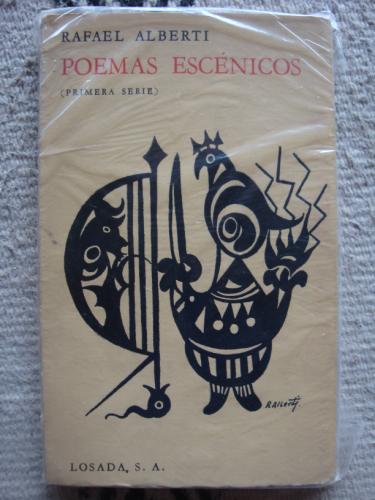 RAFAEL ALBERTI
POEMAS ESCÉNICOS
(PRIMERA SERIE)
RAlberti.
LOSADA, S. A.